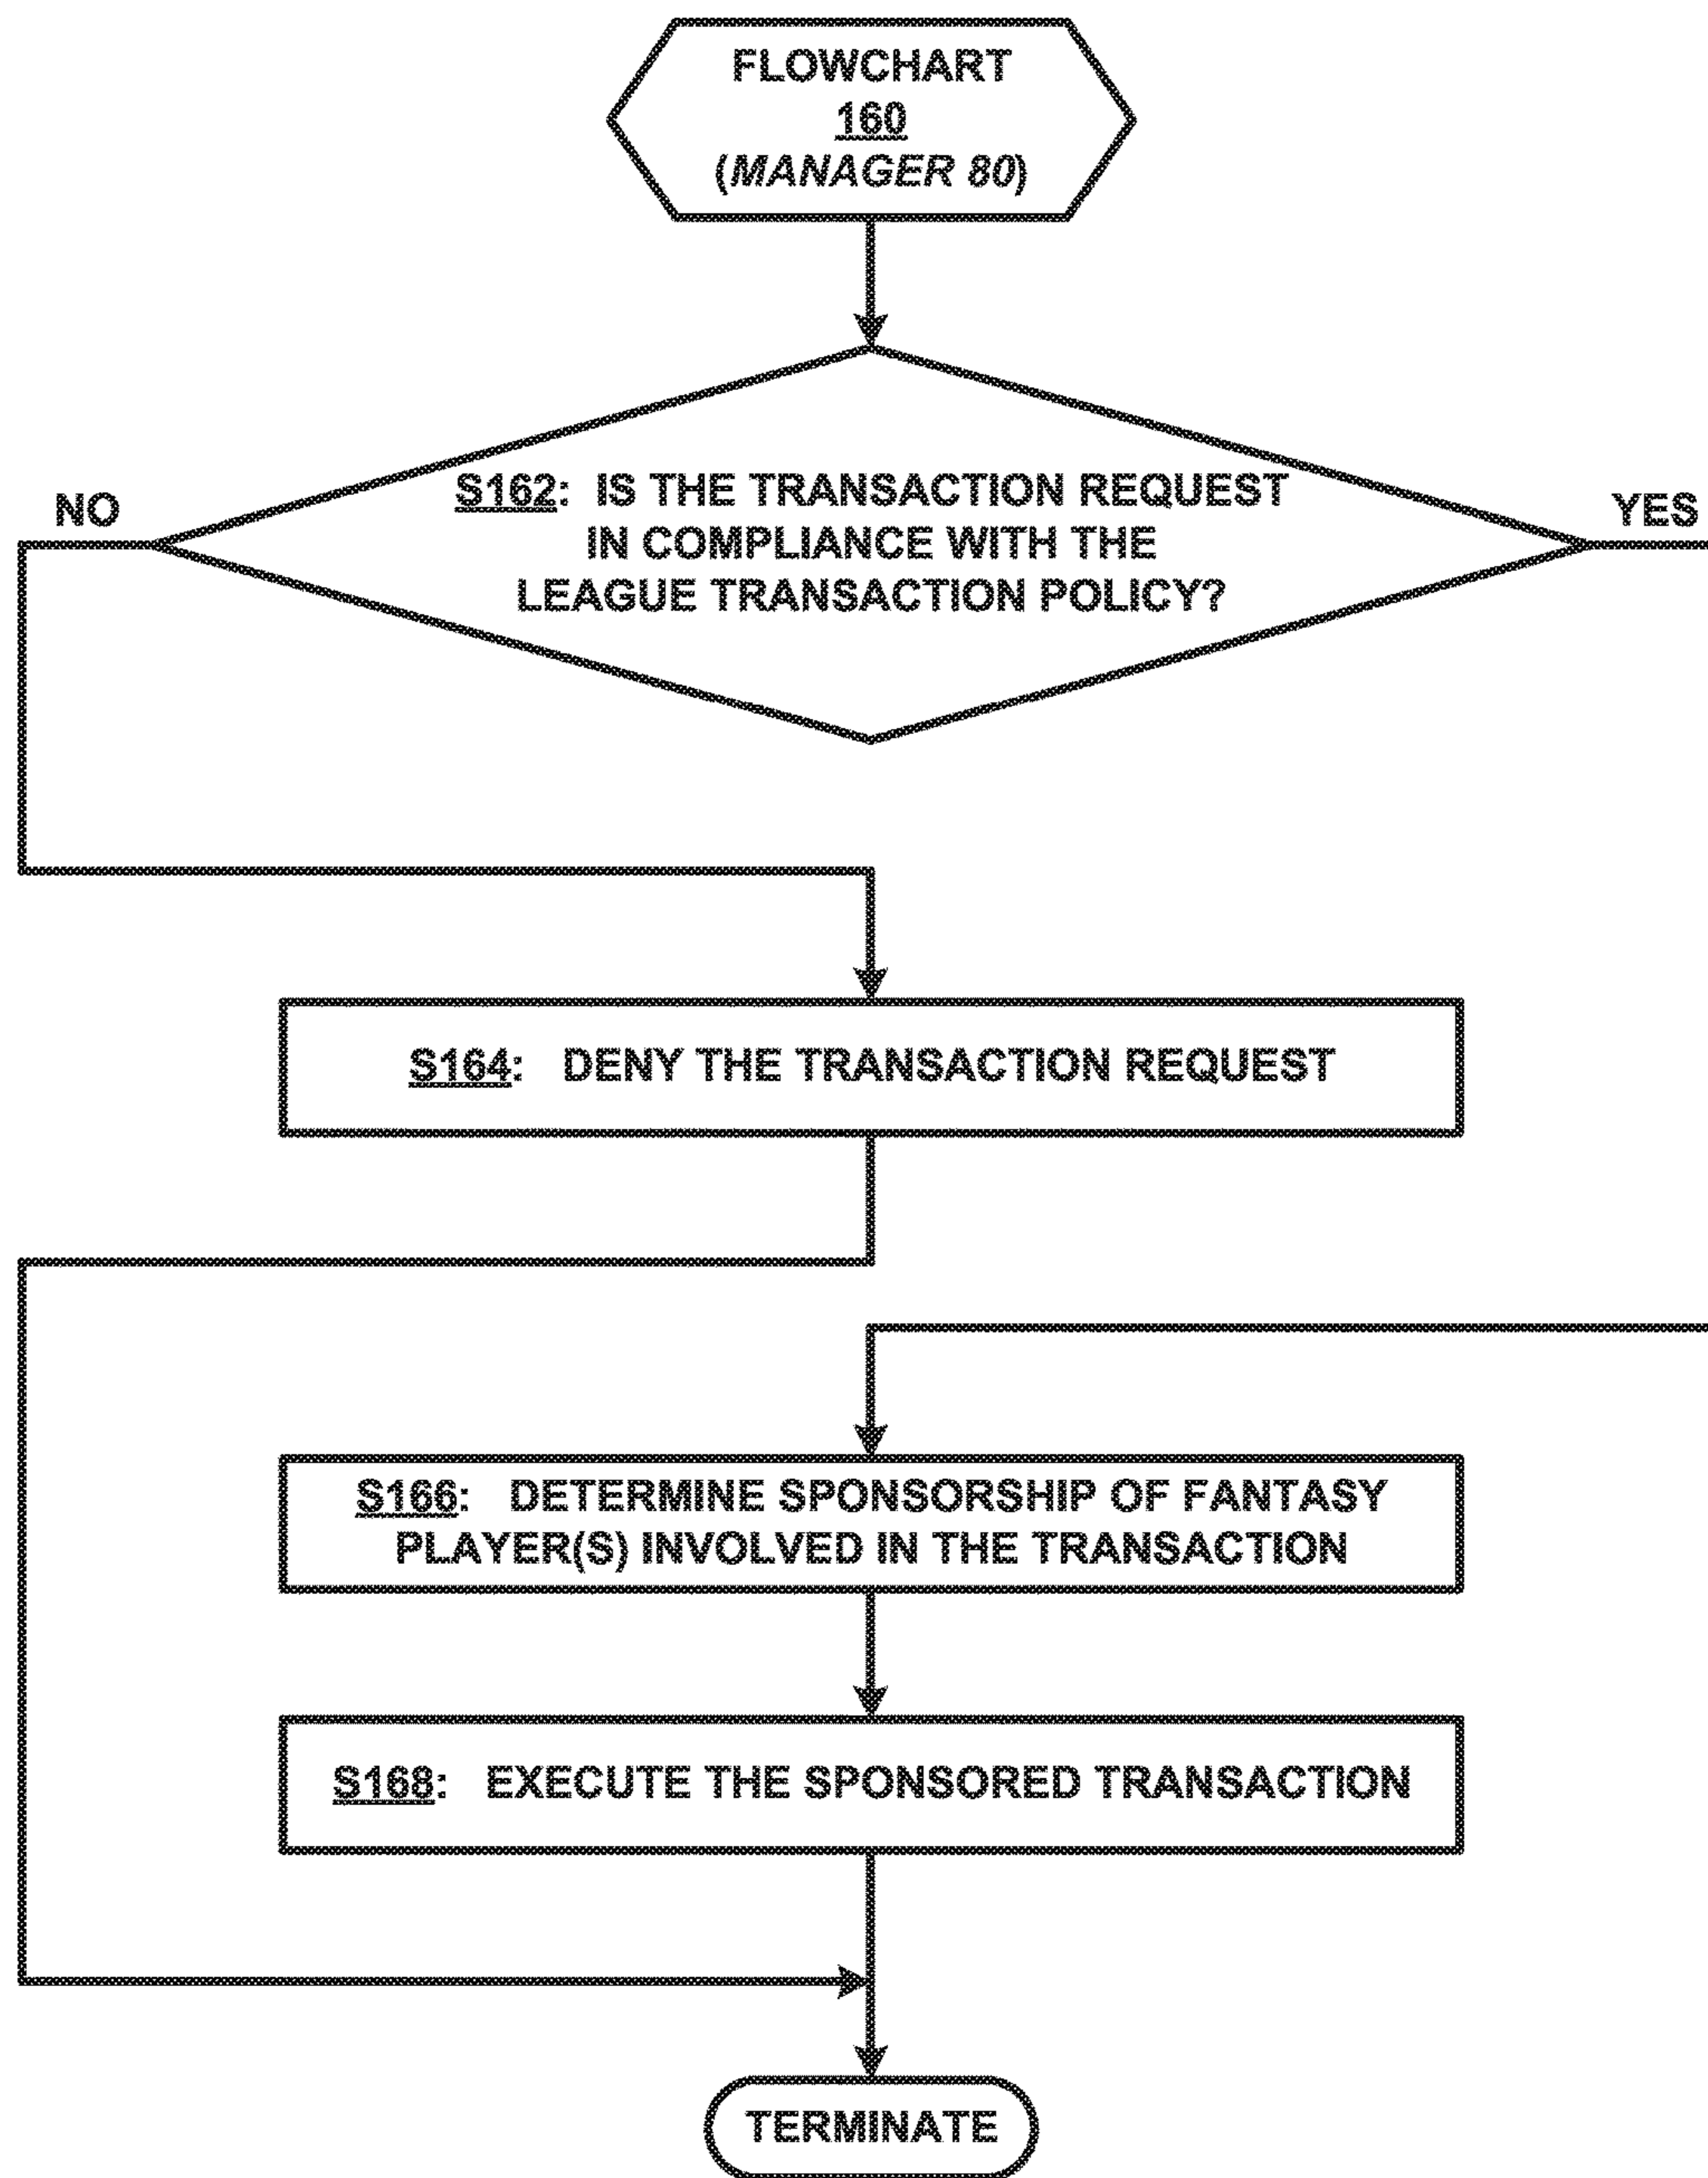 FLOWCHART
160
(MANAGER 80)
S162: IS THE TRANSACTION REQUEST
IN COMPLIANCE WITH THE
LEAGUE TRANSACTION POLICY?
NO
YES
S164: DENY THE TRANSACTION REQUEST
S166: DETERMINE SPONSORSHIP OF FANTASY
PLAYER(S) INVOLVED IN THE TRANSACTION
S168: EXECUTE THE SPONSORED TRANSACTION
TERMINATE